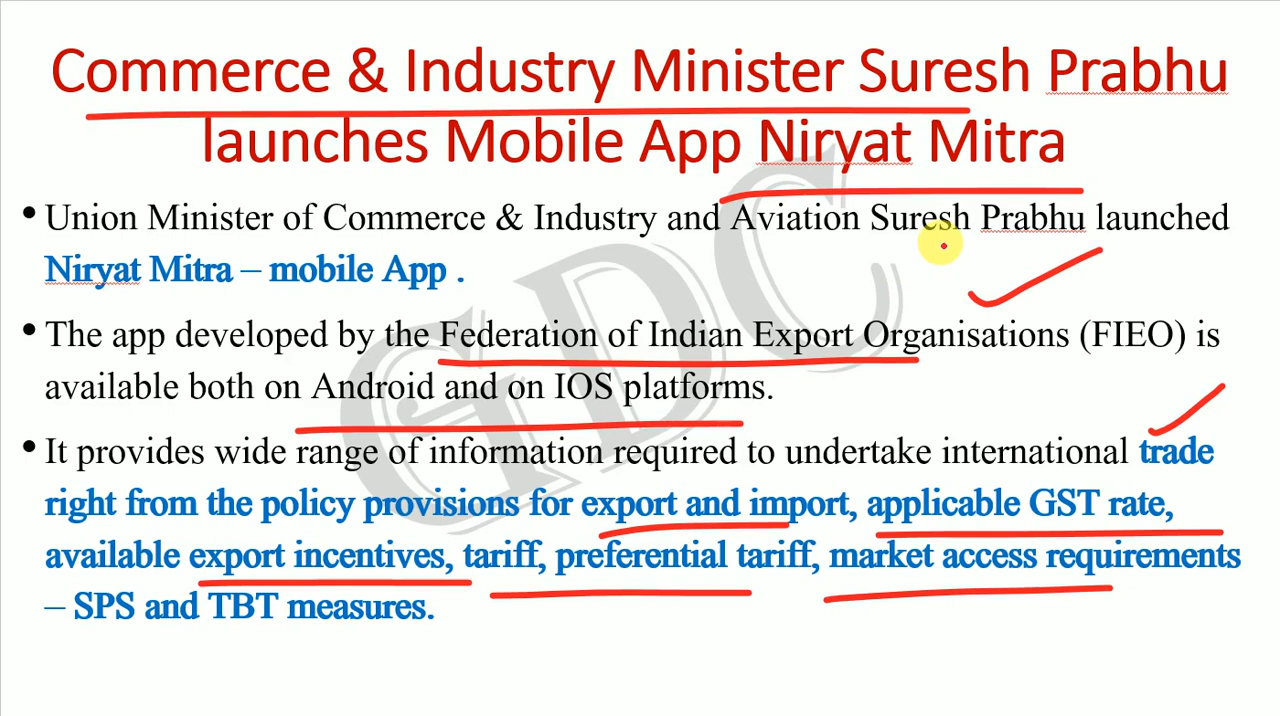 Commerce & Industry Minister Suresh Prabhu
launches Mobile App Niryat Mitra
• Union Minister of Commerce & Industry and Aviation Suresh Prabhu launched
Niryat Mitra – mobile App .
• The app developed by the Federation of Indian Export Organisations (FIEO) is
available both on Android and on IOS platforms.
• It provides wide range of information required to undertake international trade
right from the policy provisions for export and import, applicable GST rate,
available export incentives, tariff, preferential tariff, market access requirements
– SPS and TBT measures.
GDC